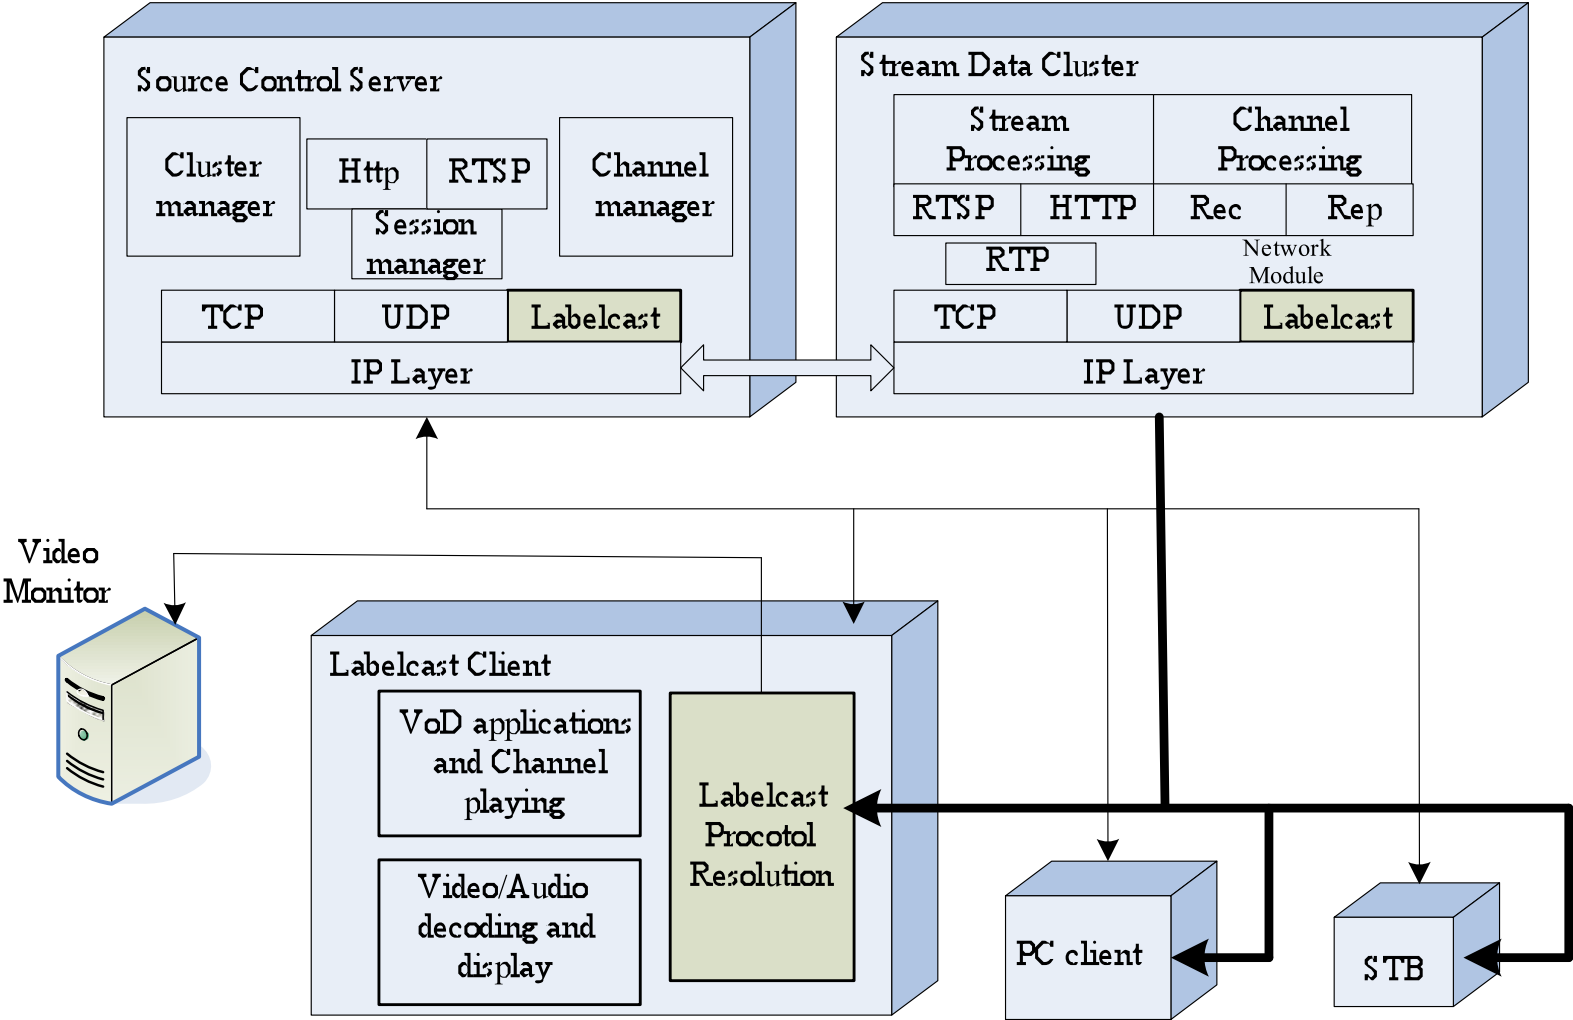 Source Control Server
Cluster
manager
Http
RTSP
Session
manager
Channel
manager
TCP
UDP
Labelcast
IP Layer
Stream Data Cluster
Stream
Processing
Channel
Processing
RTSP
HTTP
Rec
Rep
RTP
Network
Module
TCP
UDP
Labelcast
IP Layer
Video
Monitor
Labelcast Client
VoD applications
and Channel
playing
Video/Audio
decoding and
display
Labelcast
Procotol
Resolution
PC client
STB